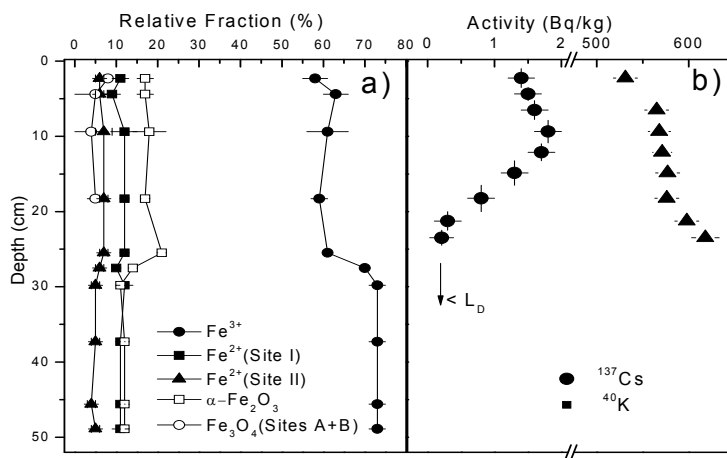 Relative Fraction (%)
Activity (Bq/kg)
0 10 20 30 40 50 60 70 80
0 1 2 500 600
Depth (cm)
0
10
20
30
40
50
a)
b)
Fe³⁺
Fe²⁺(Site I)
Fe²⁺(Site II)
α–Fe₂O₃
Fe₃O₄(Sites A+B)
< L_D
¹³⁷Cs
⁴⁰K